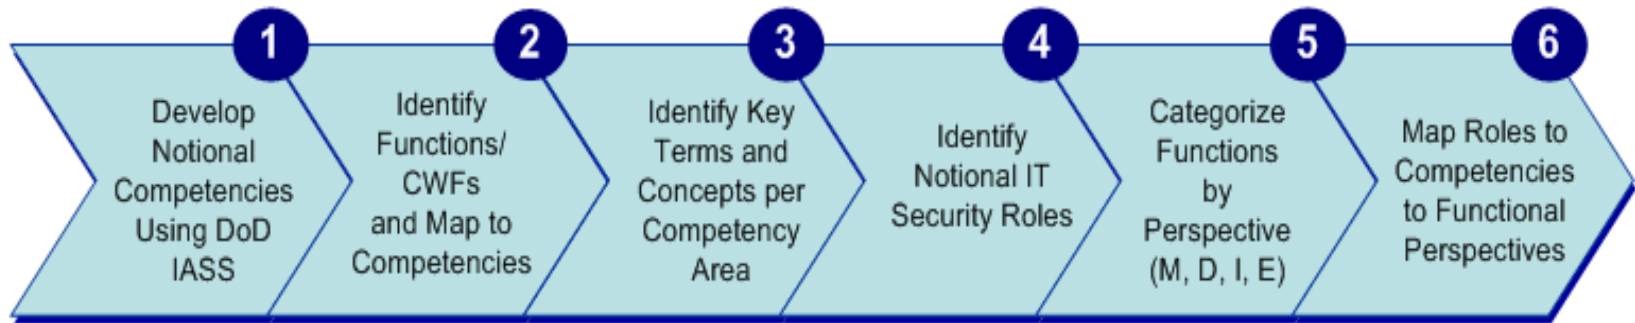 1
Develop
Notional
Competencies
Using DoD
IASS
2
Identify
Functions/
CWFs
and Map to
Competencies
3
Identify Key
Terms and
Concepts per
Competency
Area
4
Identify
Notional IT
Security Roles
5
Categorize
Functions
by
Perspective
(M, D, I, E)
6
Map Roles to
Competencies
to Functional
Perspectives